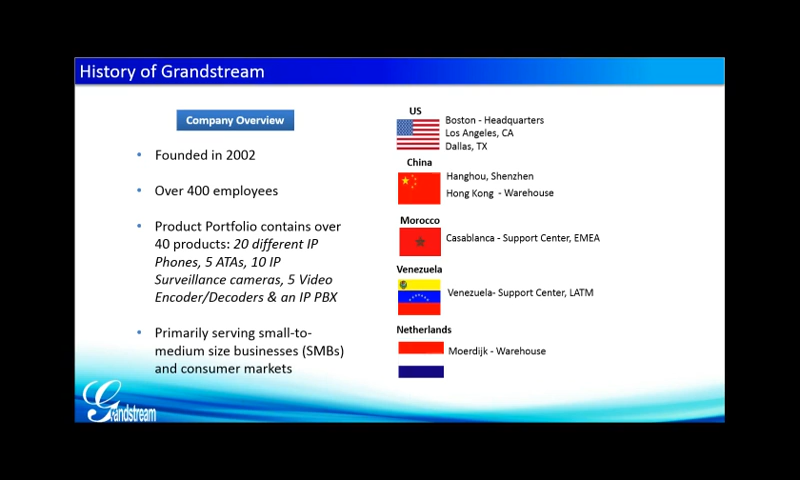 History of Grandstream
Company Overview
• Founded in 2002
• Over 400 employees
• Product Portfolio contains over
40 products: 20 different IP
Phones, 5 ATAs, 10 IP
Surveillance cameras, 5 Video
Encoder/Decoders & an IP PBX
• Primarily serving small-to-
medium size businesses (SMBs)
and consumer markets
US
Boston - Headquarters
Los Angeles, CA
Dallas, TX
China
Hanghou, Shenzhen
Hong Kong - Warehouse
Morocco
Casablanca - Support Center, EMEA
Venezuela
Venezuela- Support Center, LATM
Netherlands
Moerdijk - Warehouse
Grandstream